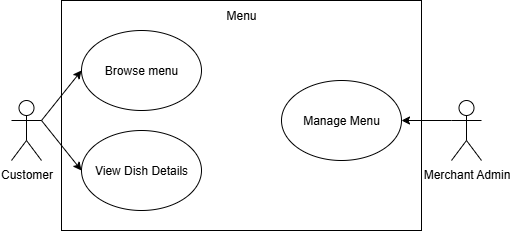 Menu
Browse menu
Manage Menu
View Dish Details
Customer
Merchant Admin